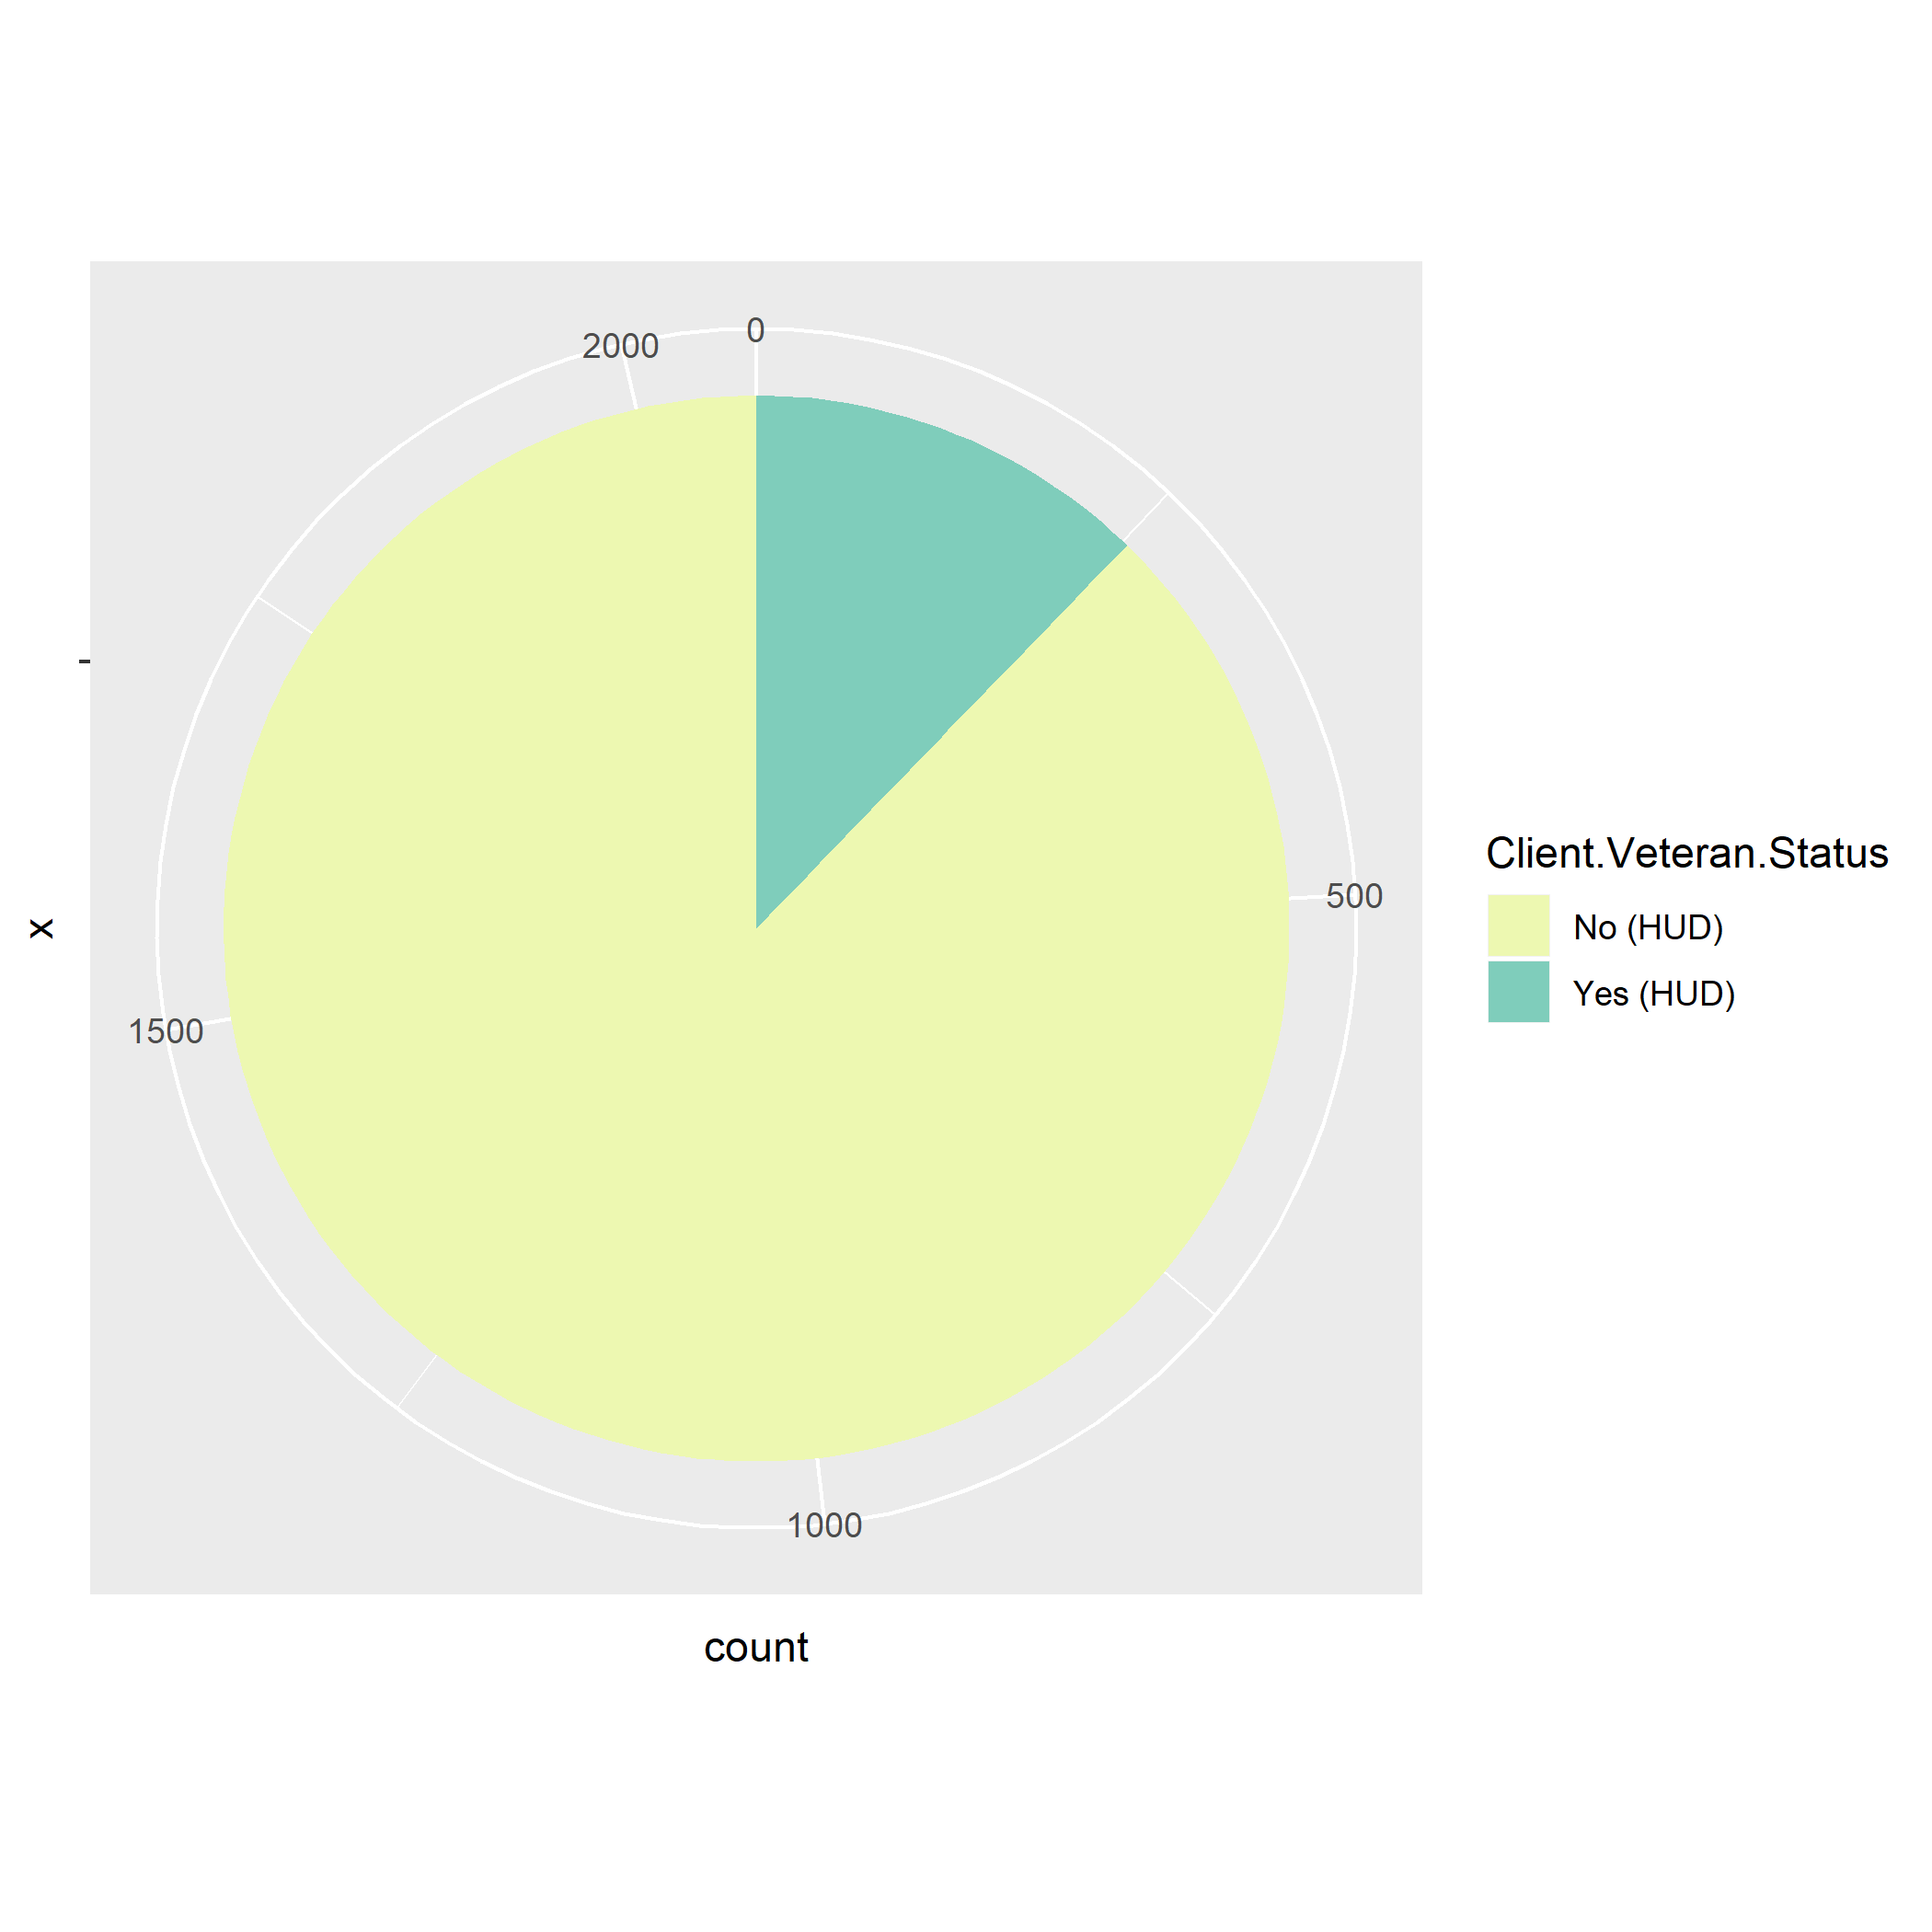 2000
0
500
1500
1000
x
count
Client.Veteran.Status
No (HUD)
Yes (HUD)